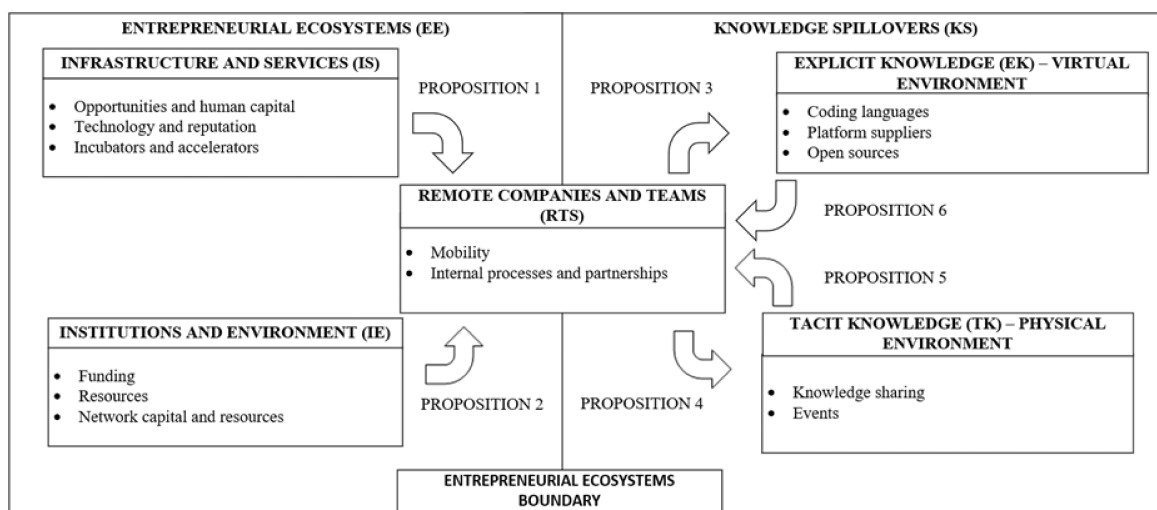 ENTREPRENEURIAL ECOSYSTEMS (EE)
INFRASTRUCTURE AND SERVICES (IS)
• Opportunities and human capital
• Technology and reputation
• Incubators and accelerators
PROPOSITION 1
KNOWLEDGE SPILLOVERS (KS)
PROPOSITION 3
EXPLICIT KNOWLEDGE (EK) – VIRTUAL
ENVIRONMENT
• Coding languages
• Platform suppliers
• Open sources
REMOTE COMPANIES AND TEAMS
(RTS)
• Mobility
• Internal processes and partnerships
PROPOSITION 6
PROPOSITION 5
INSTITUTIONS AND ENVIRONMENT (IE)
• Funding
• Resources
• Network capital and resources
PROPOSITION 2
PROPOSITION 4
TACIT KNOWLEDGE (TK) – PHYSICAL
ENVIRONMENT
• Knowledge sharing
• Events
ENTREPRENEURIAL ECOSYSTEMS
BOUNDARY